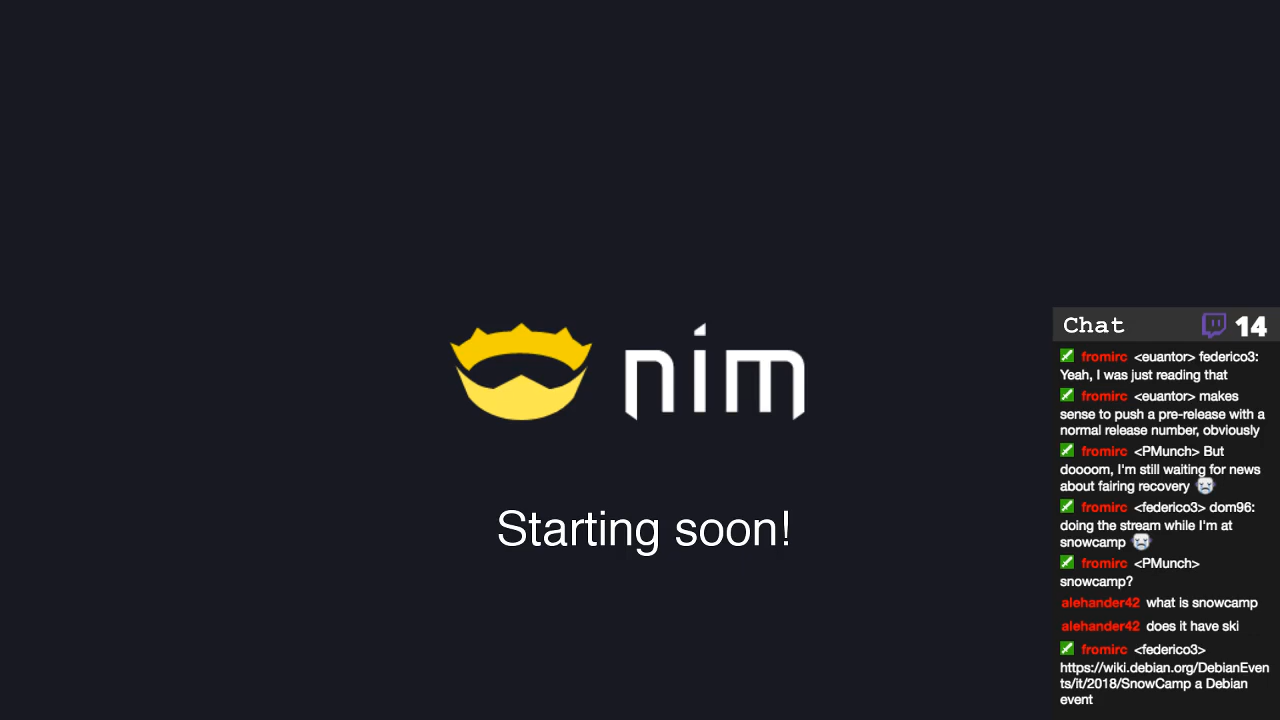 nim
Starting soon!
Chat 14
fromirc <euantor> federico3:
Yeah, I was just reading that
fromirc <euantor> makes
sense to push a pre-release with a
normal release number, obviously
fromirc <PMunch> But
doooom, I'm still waiting for news
about fairing recovery
fromirc <federico3> dom96:
doing the stream while I'm at
snowcamp
fromirc <PMunch>
snowcamp?
alehander42 what is snowcamp
alehander42 does it have ski
fromirc <federico3>
https://wiki.debian.org/DebianEven
ts/it/2018/SnowCamp a Debian
event